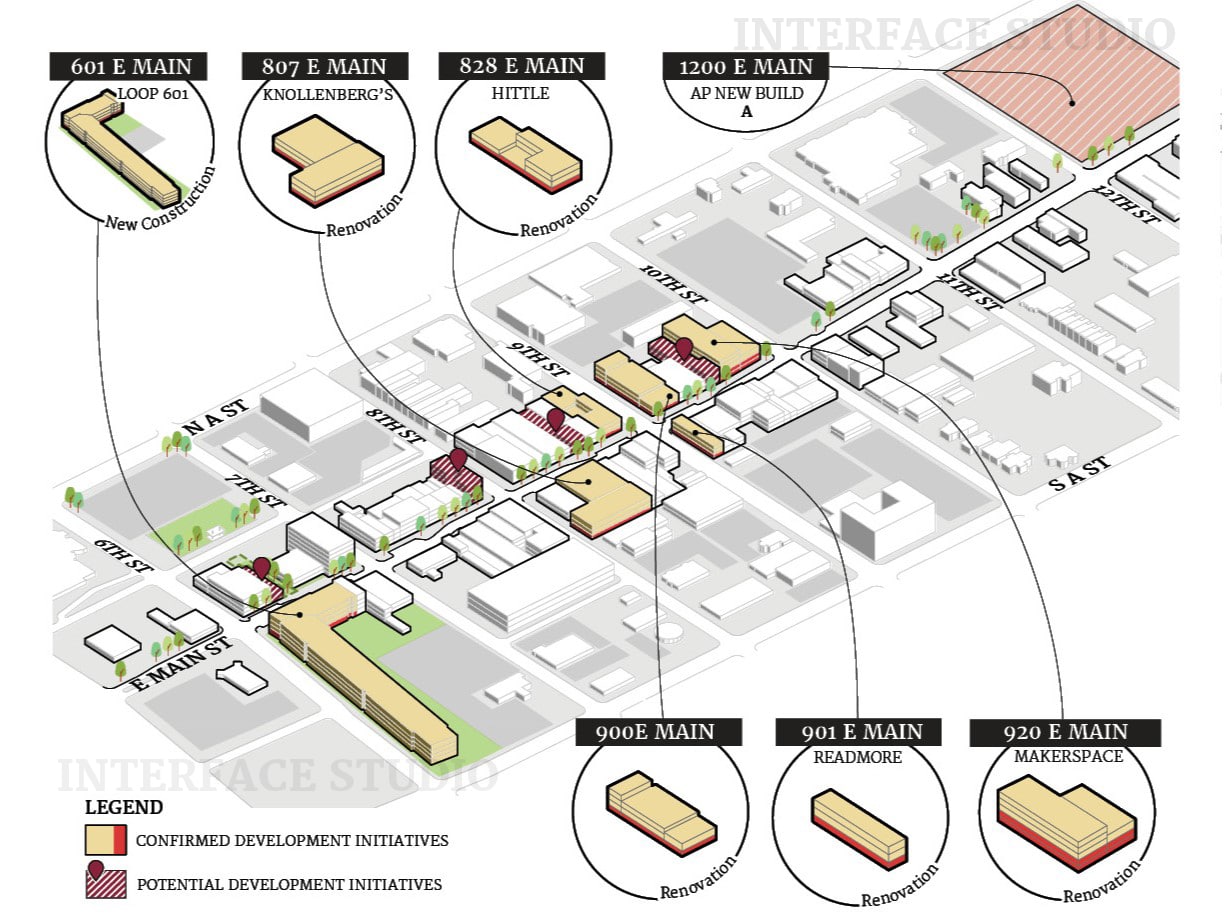 INTERFACE STUDIO
601 E MAIN
LOOP 601
New Construction
807 E MAIN
KNOLLENBERG'S
Renovation
828 E MAIN
HITTLE
Renovation
1200 E MAIN
AP NEW BUILD
A
12TH ST
11TH ST
10TH ST
9TH ST
8TH ST
N A ST
7TH ST
6TH ST
S A ST
E MAIN ST
900E MAIN
Renovation
901 E MAIN
READMORE
Renovation
920 E MAIN
MAKERSPACE
Renovation
INTERFACE STUDIO
LEGEND
CONFIRMED DEVELOPMENT INITIATIVES
POTENTIAL DEVELOPMENT INITIATIVES